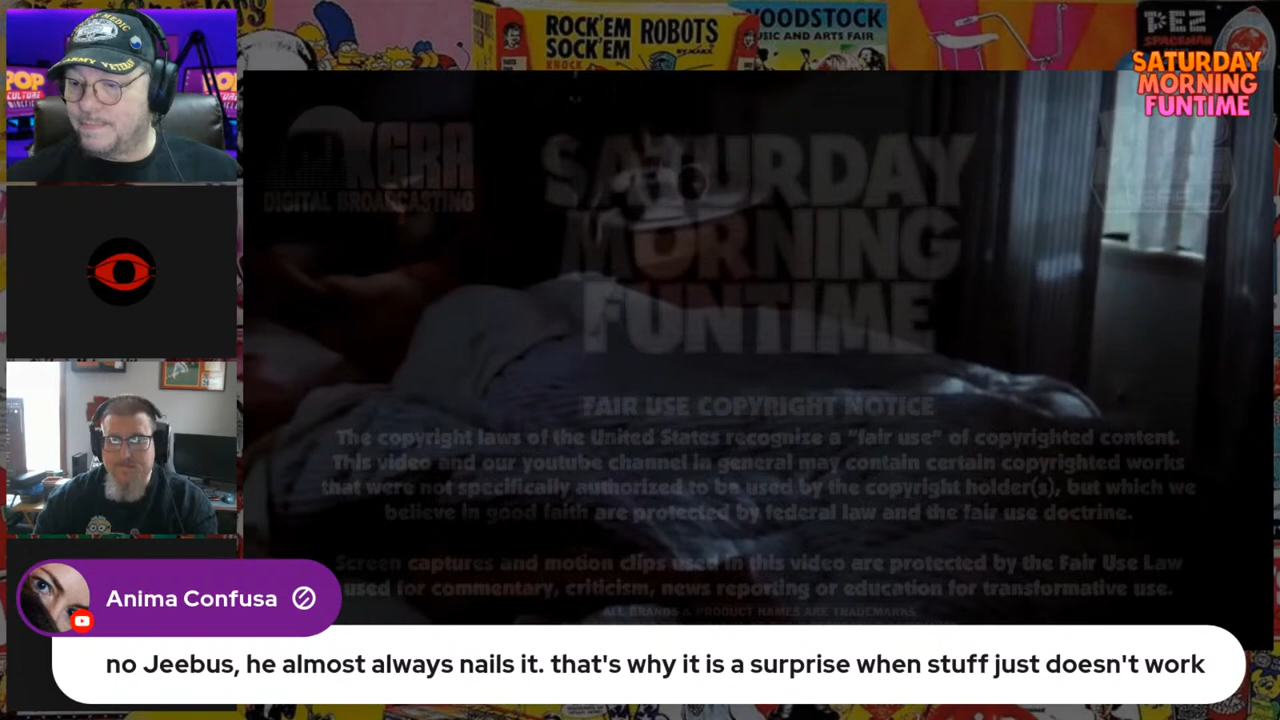 ROCK'EM
SOCK'EM
ROBOTS
KNOCK
WOODSTOCK
MUSIC AND ARTS FAIR
PEZ
SPACEMAN
SATURDAY
MORNING
FUNTIME
ARMY VETERAN
POP
CULTURE
KGRA
DIGITAL BROADCASTING
SATURDAY
MORNING
FUNTIME
FAIR USE COPYRIGHT NOTICE
The copyright laws of the United States recognize a "fair use" of copyrighted content.
This video and our youtube channel in general may contain certain copyrighted works
that were not specifically authorized to be used by the copyright holder(s), but which we
believe in good faith are protected by federal law and the fair use doctrine.
Screen captures and motion clips used in this video are protected by the Fair Use Law
used for commentary, criticism, news reporting or education for transformative use.
ALL BRANDS & PRODUCT NAMES ARE TRADEMARKS
Anima Confusa
no Jeebus, he almost always nails it. that's why it is a surprise when stuff just doesn't work